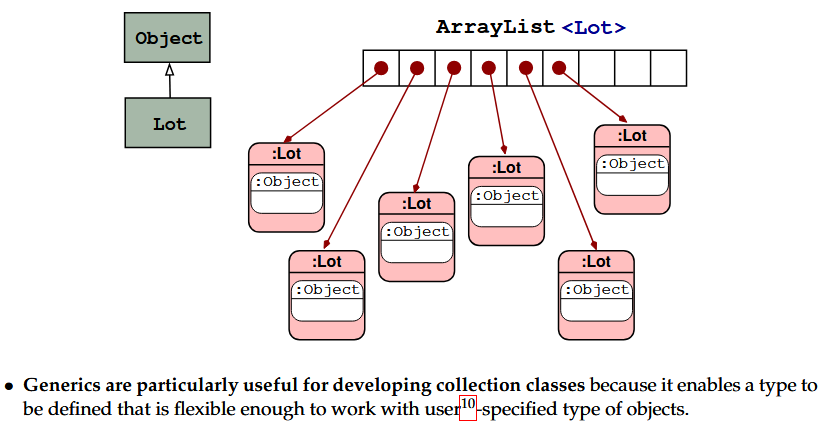 Object
Lot
ArrayList <Lot>
:Lot
:Object
:Lot
:Object
:Lot
:Object
:Lot
:Object
:Lot
:Object
:Lot
:Object
• Generics are particularly useful for developing collection classes because it enables a type to
be defined that is flexible enough to work with user10-specified type of objects.